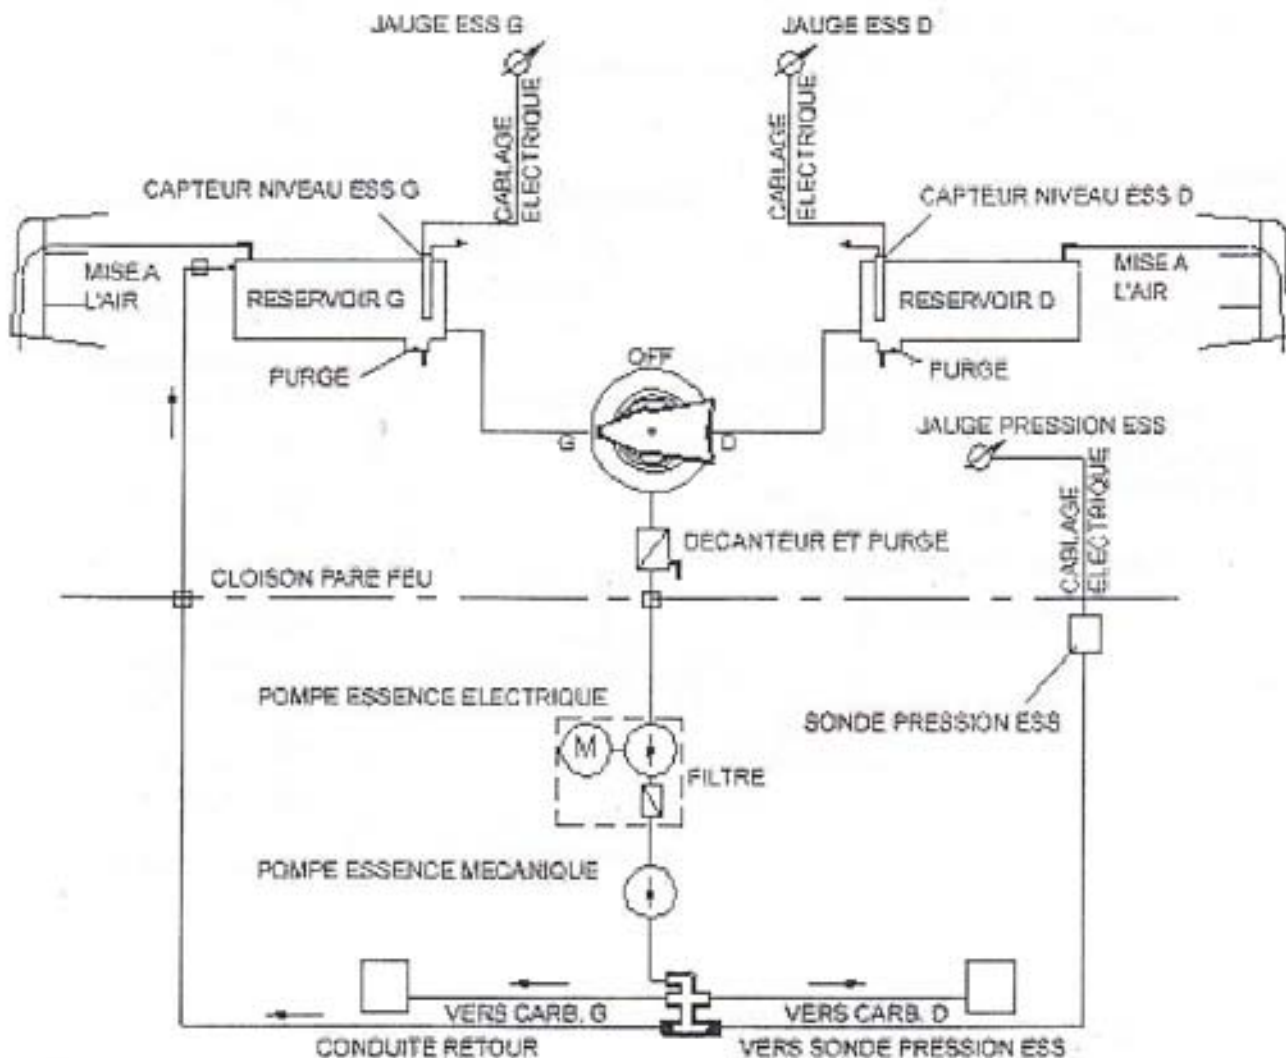 JAUGE ESS G
JAUGE ESS D
CABLAGE
ELECTRIQUE
CABLAGE
ELECTRIQUE
CAPTEUR NIVEAU ESS G
CAPTEUR NIVEAU ESS D
MISE A
L'AIR
RESERVOIR G
RESERVOIR D
MISE A
L'AIR
PURGE
OFF
PURGE
G
D
JAUGE PRESSION ESS
CABLAGE
ELECTRIQUE
DECANTEUR ET PURGE
CLOISON PARE FEU
POMPE ESSENCE ELECTRIQUE
SONDE PRESSION ESS
M
FILTRE
POMPE ESSENCE MECANIQUE
VERS CARB. G
VERS CARB. D
CONDUITE RETOUR
VERS SONDE PRESSION ESS